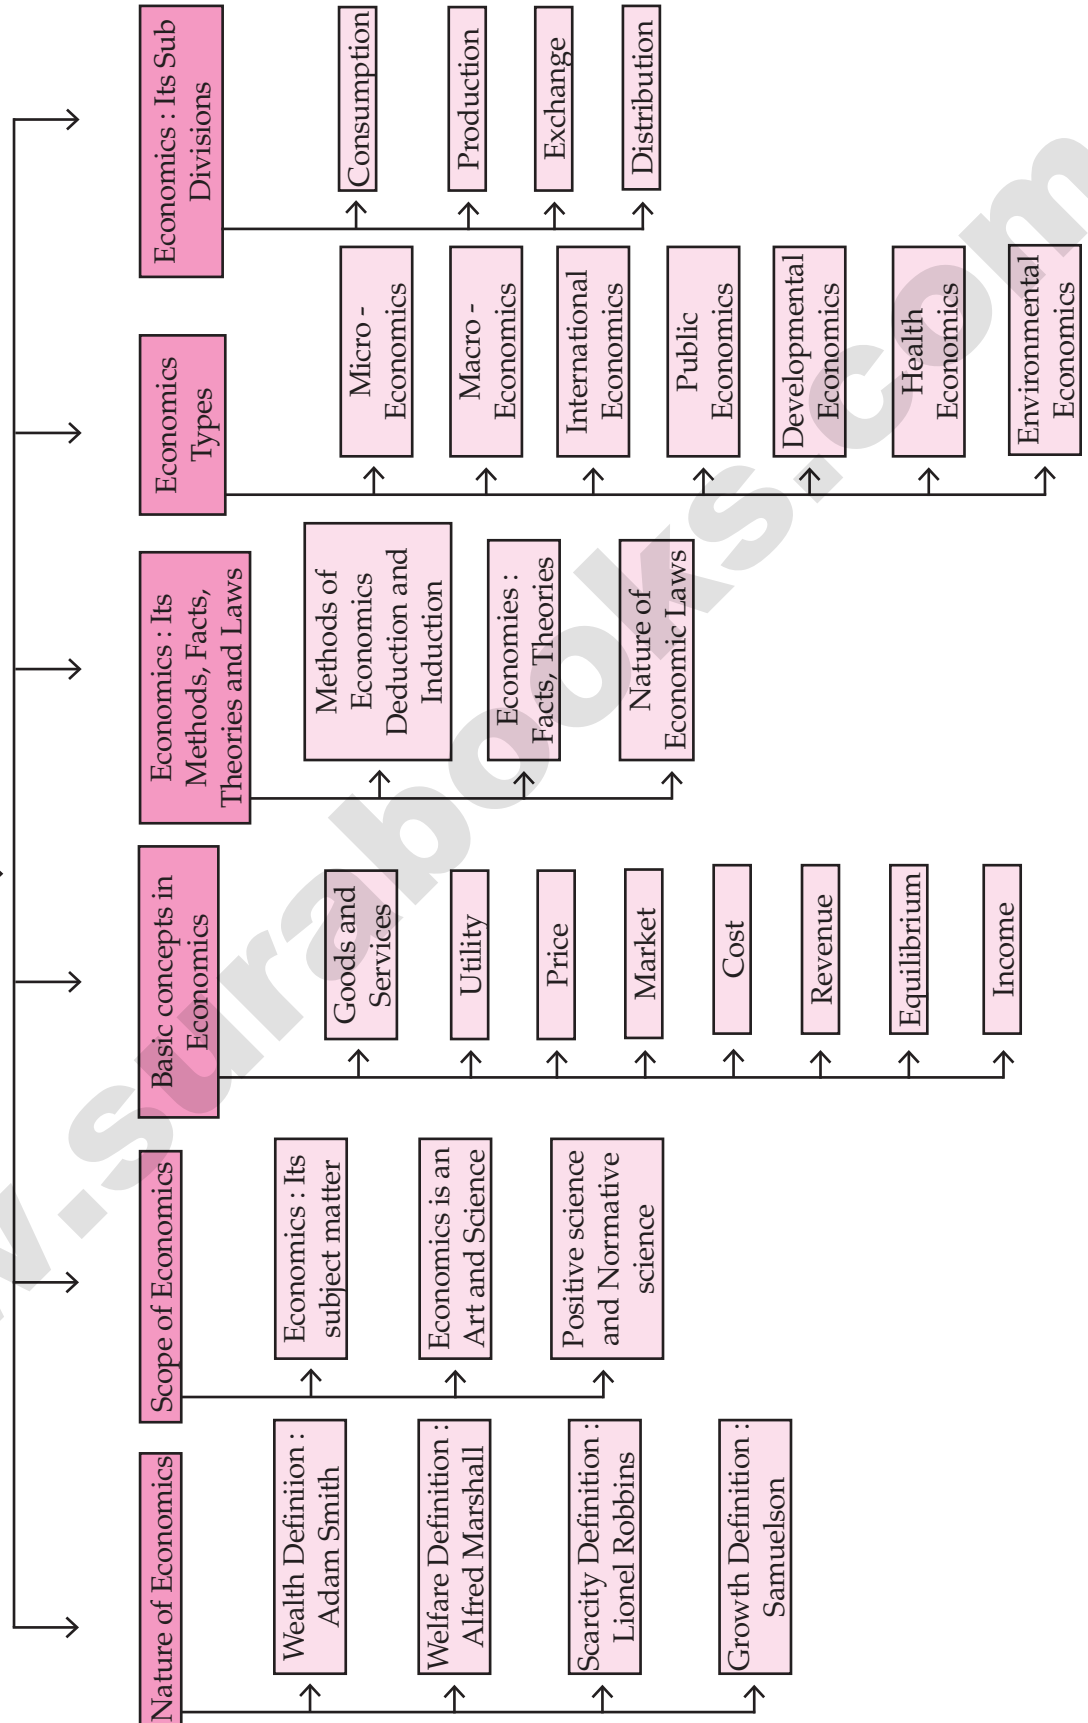 Nature of Economics
Wealth Definiion :
Adam Smith
Welfare Definition :
Alfred Marshall
Scarcity Definition :
Lionel Robbins
Growth Definition :
Samuelson
Scope of Economics
Economics : Its
subject matter
Economics is an
Art and Science
Positive science
and Normative
science
Basic concepts in
Economics
Goods and
Services
Utility
Price
Market
Cost
Revenue
Equilibrium
Income
Economics : Its
Methods, Facts,
Theories and Laws
Methods of
Economics
Deduction and
Induction
Economies :
Facts, Theories
Nature of
Economic Laws
Economics
Types
Micro -
Economics
Macro -
Economics
International
Economics
Public
Economics
Developmental
Economics
Health
Economics
Environmental
Economics
Economics : Its Sub
Divisions
Consumption
Production
Exchange
Distribution
w.surabooks.com